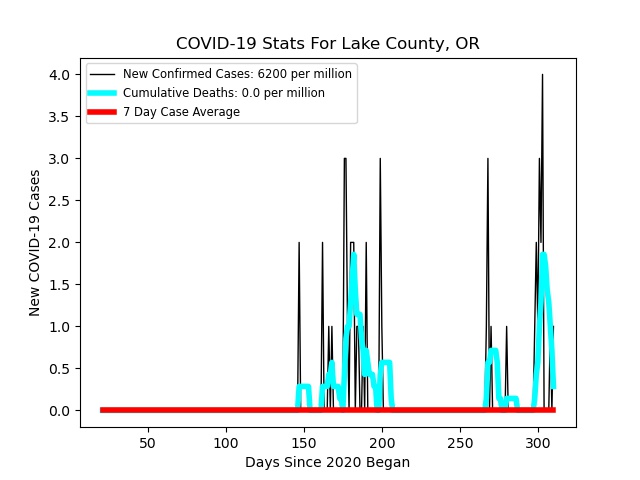 COVID-19 Stats For Lake County, OR
New Confirmed Cases: 6200 per million
Cumulative Deaths: 0.0 per million
7 Day Case Average
4.0
3.5
3.0
2.5
2.0
1.5
1.0
0.5
0.0
New COVID-19 Cases
50 100 150 200 250 300
Days Since 2020 Began